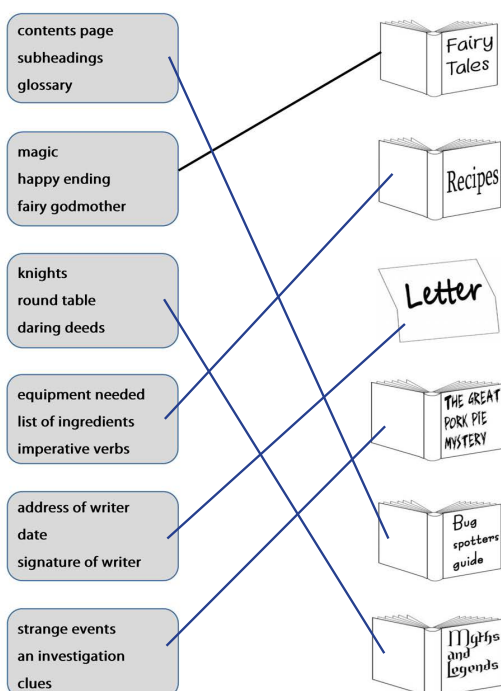 contents page
subheadings
glossary
magic
happy ending
fairy godmother
knights
round table
daring deeds
equipment needed
list of ingredients
imperative verbs
address of writer
date
signature of writer
strange events
an investigation
clues
Fairy
Tales
Recipes
Letter
THE GREAT
PORK PIE
MYSTERY
Bug
spotters
guide
Myths
and
Legends